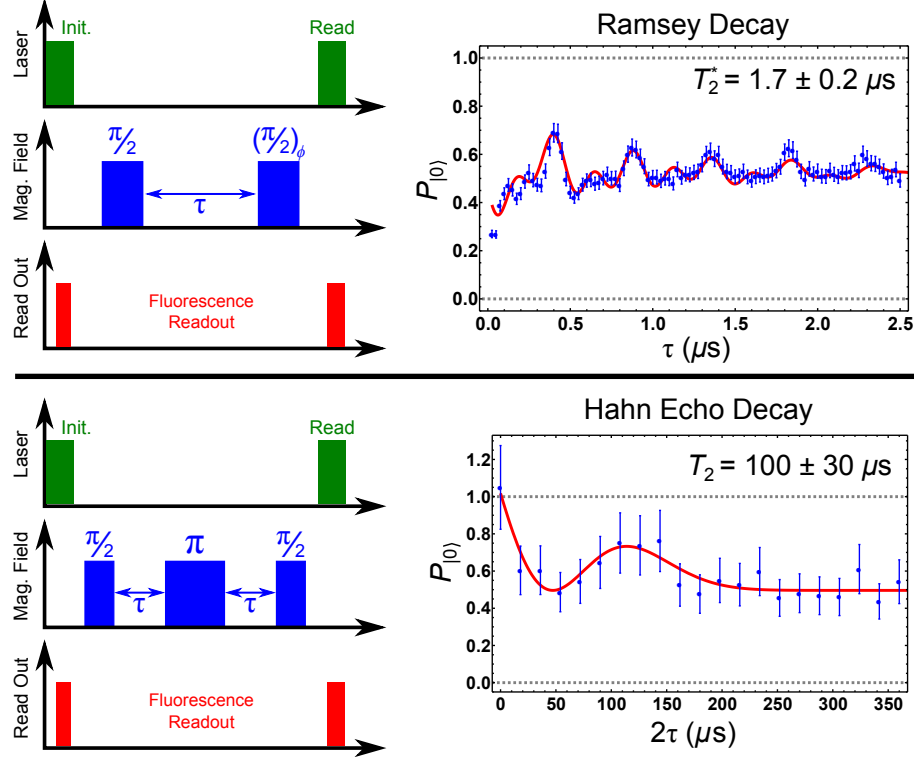 Init.
Read
Laser
π/2
(π/2)ϕ
τ
Mag. Field
Fluorescence
Readout
Read Out
Ramsey Decay
T₂* = 1.7 ± 0.2 µs
1.0
0.8
0.6
0.4
0.2
0.0
P|0⟩
0.0 0.5 1.0 1.5 2.0 2.5
τ (µs)
Init.
Read
Laser
π/2 π π/2
τ τ
Mag. Field
Fluorescence
Readout
Read Out
Hahn Echo Decay
T₂ = 100 ± 30 µs
1.2
1.0
0.8
0.6
0.4
0.2
0.0
P|0⟩
0 50 100 150 200 250 300 350
2τ (µs)